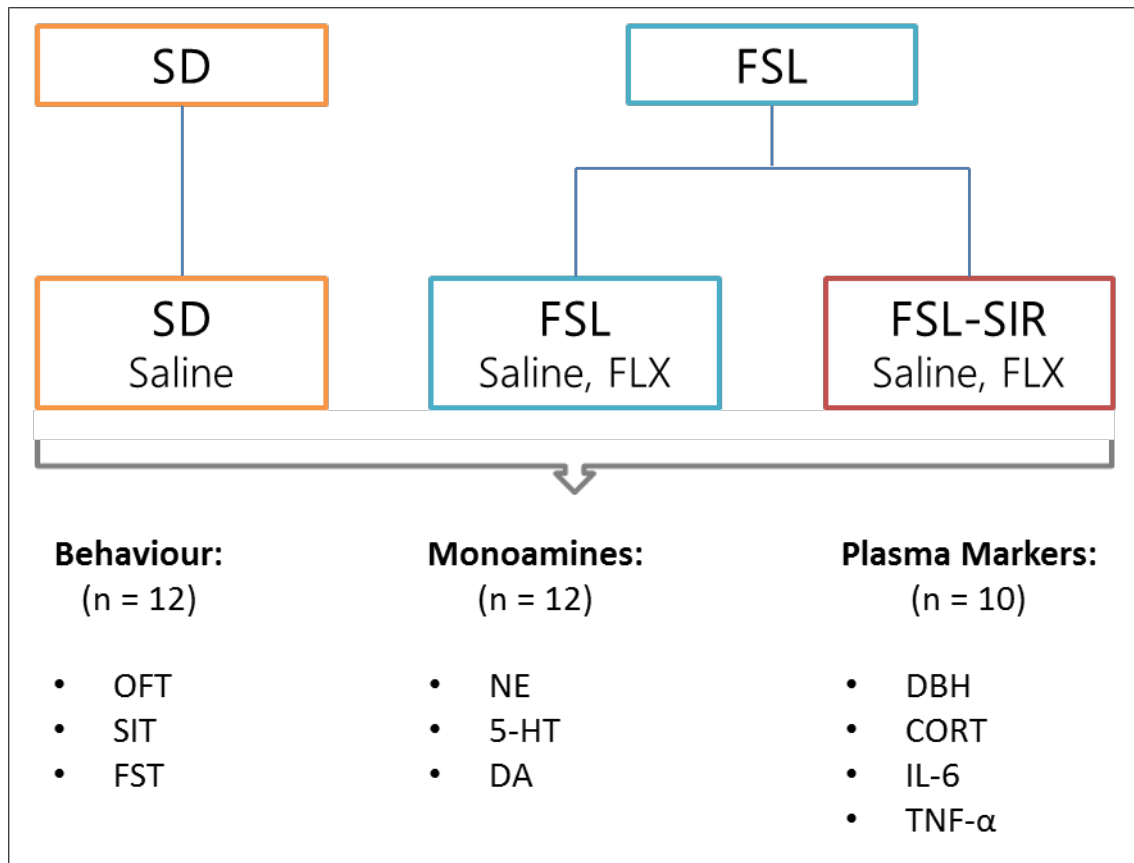 SD
FSL
SD
Saline
FSL
Saline, FLX
FSL-SIR
Saline, FLX
Behaviour:
(n = 12)
• OFT
• SIT
• FST
Monoamines:
(n = 12)
• NE
• 5-HT
• DA
Plasma Markers:
(n = 10)
• DBH
• CORT
• IL-6
• TNF-α